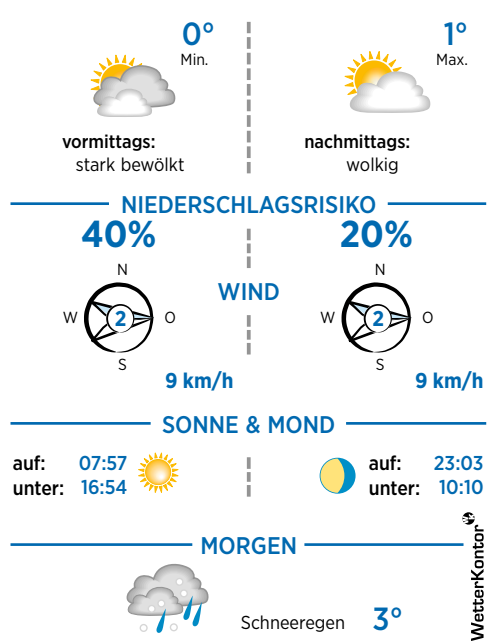 0°
Min.
1°
Max.
vormittags:
stark bewölkt
nachmittags:
wolkig
NIEDERSCHLAGSRISIKO
40%
20%
WIND
N
W
2
O
S
9 km/h
N
W
2
O
S
9 km/h
SONNE & MOND
auf: 07:57
unter: 16:54
auf: 23:03
unter: 10:10
MORGEN
Schneeregen 3°
WetterKontor